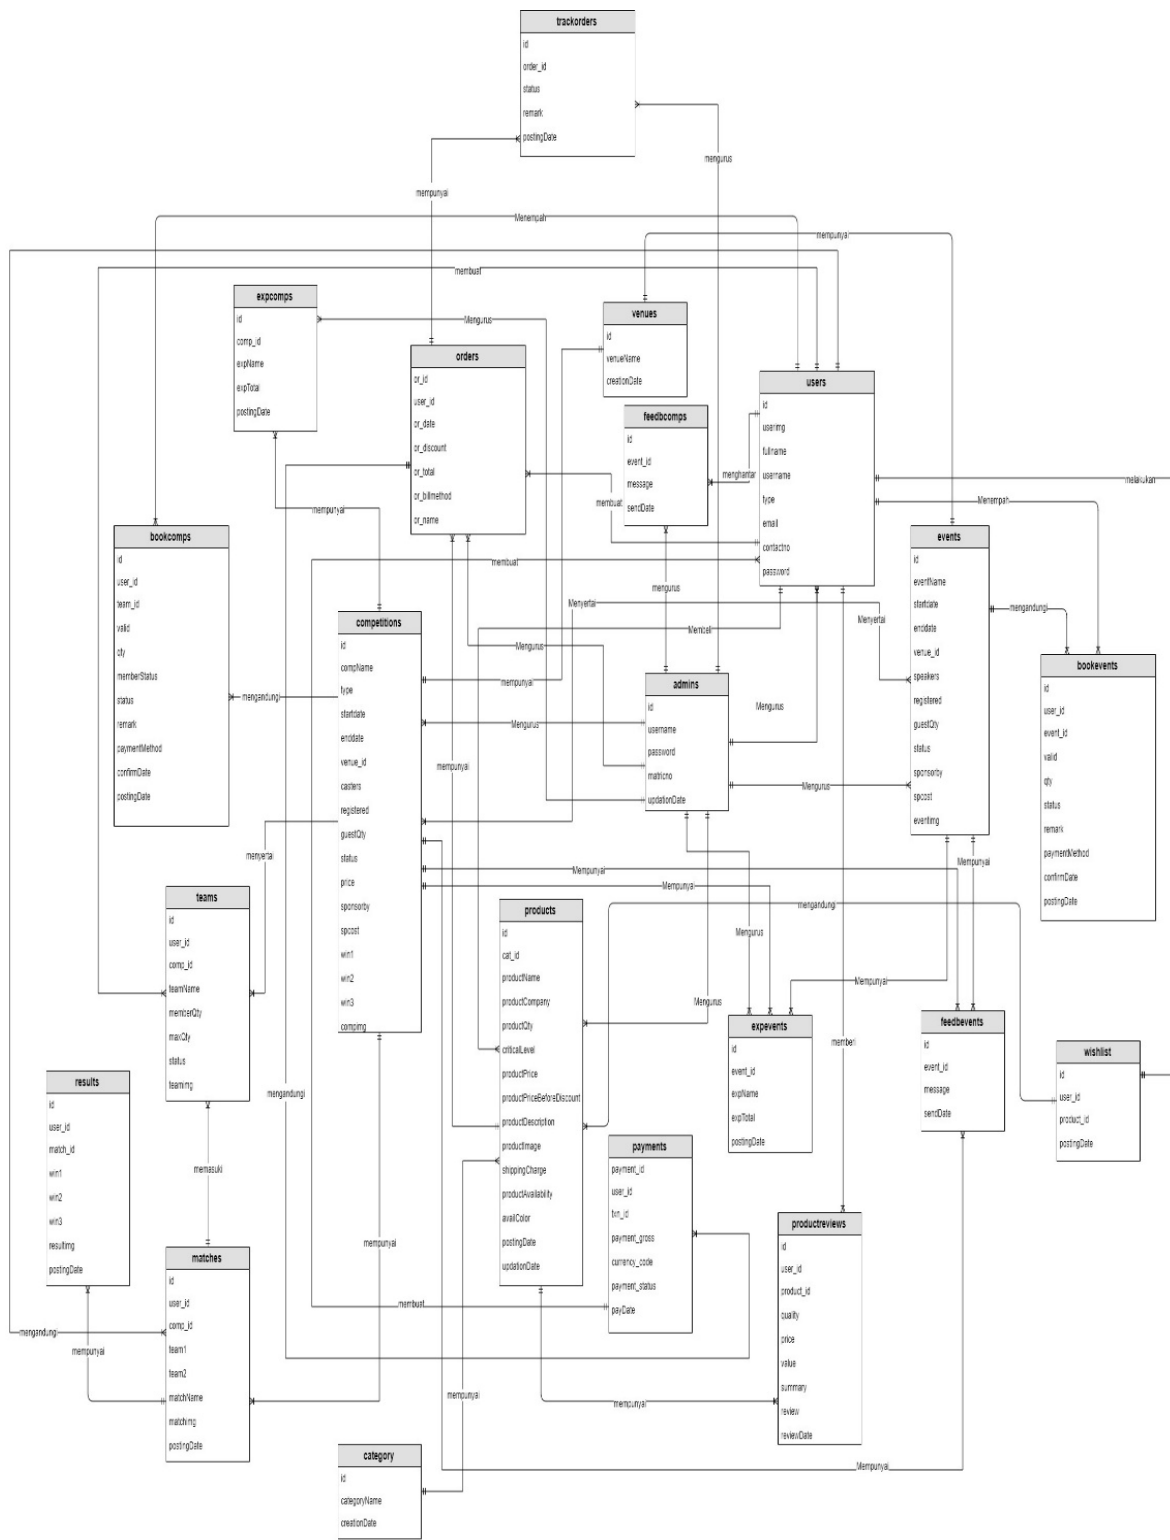 trackorders
id
order_id
status
remark
postingDate
mengurus
mempunyai
Menempah
mempunyai
membuat
expcomps
id
comp_id
expName
expTotal
postingDate
Mengurus
venues
id
venueName
creationDate
orders
or_id
user_id
or_date
or_discount
or_total
or_billmethod
or_name
users
id
userimg
fullname
username
type
email
contactno
password
feedbcomps
id
event_id
message
sendDate
menghantar
melakukan
Menempah
membuat
mempunyai
bookcomps
id
user_id
team_id
valid
qty
memberStatus
status
remark
paymentMethod
confirmDate
postingDate
events
id
eventName
startdate
enddate
venue_id
speakers
registered
guestQty
status
sponsorby
spcost
eventimg
membuat
mengurus
Menyertai
Menyertai
mengandungi
competitions
id
compName
type
startdate
enddate
venue_id
casters
registered
guestQty
status
price
sponsorby
spcost
win1
win2
win3
compimg
Membeli
Mengurus
bookevents
id
user_id
event_id
valid
qty
status
remark
paymentMethod
confirmDate
postingDate
admins
id
username
password
matricno
updationDate
mempunyai
mengandungi
Mengurus
Mengurus
Mengurus
mempunyai
menyertai
Mempunyai
Mempunyai
Mempunyai
teams
id
user_id
comp_id
teamName
memberQty
maxQty
status
teamimg
products
id
cat_id
productName
productCompany
productQty
criticalLevel
productPrice
productPriceBeforeDiscount
productDescription
productImage
shippingCharge
productAvailability
availColor
postingDate
updationDate
mengandungi
Mengurus
Mempunyai
Mengurus
expevents
id
event_id
expName
expTotal
postingDate
memberi
feedbevents
id
event_id
message
sendDate
wishlist
id
user_id
product_id
postingDate
results
id
user_id
match_id
win1
win2
win3
resultimg
postingDate
mengandungi
memasuki
payments
payment_id
user_id
txn_id
payment_gross
currency_code
payment_status
payDate
productreviews
id
user_id
product_id
quality
price
value
summary
review
reviewDate
matches
id
user_id
comp_id
team1
team2
matchName
matchimg
postingDate
mempunyai
membuat
mengandungi
mempunyai
mempunyai
mempunyai
Mempunyai
category
id
categoryName
creationDate